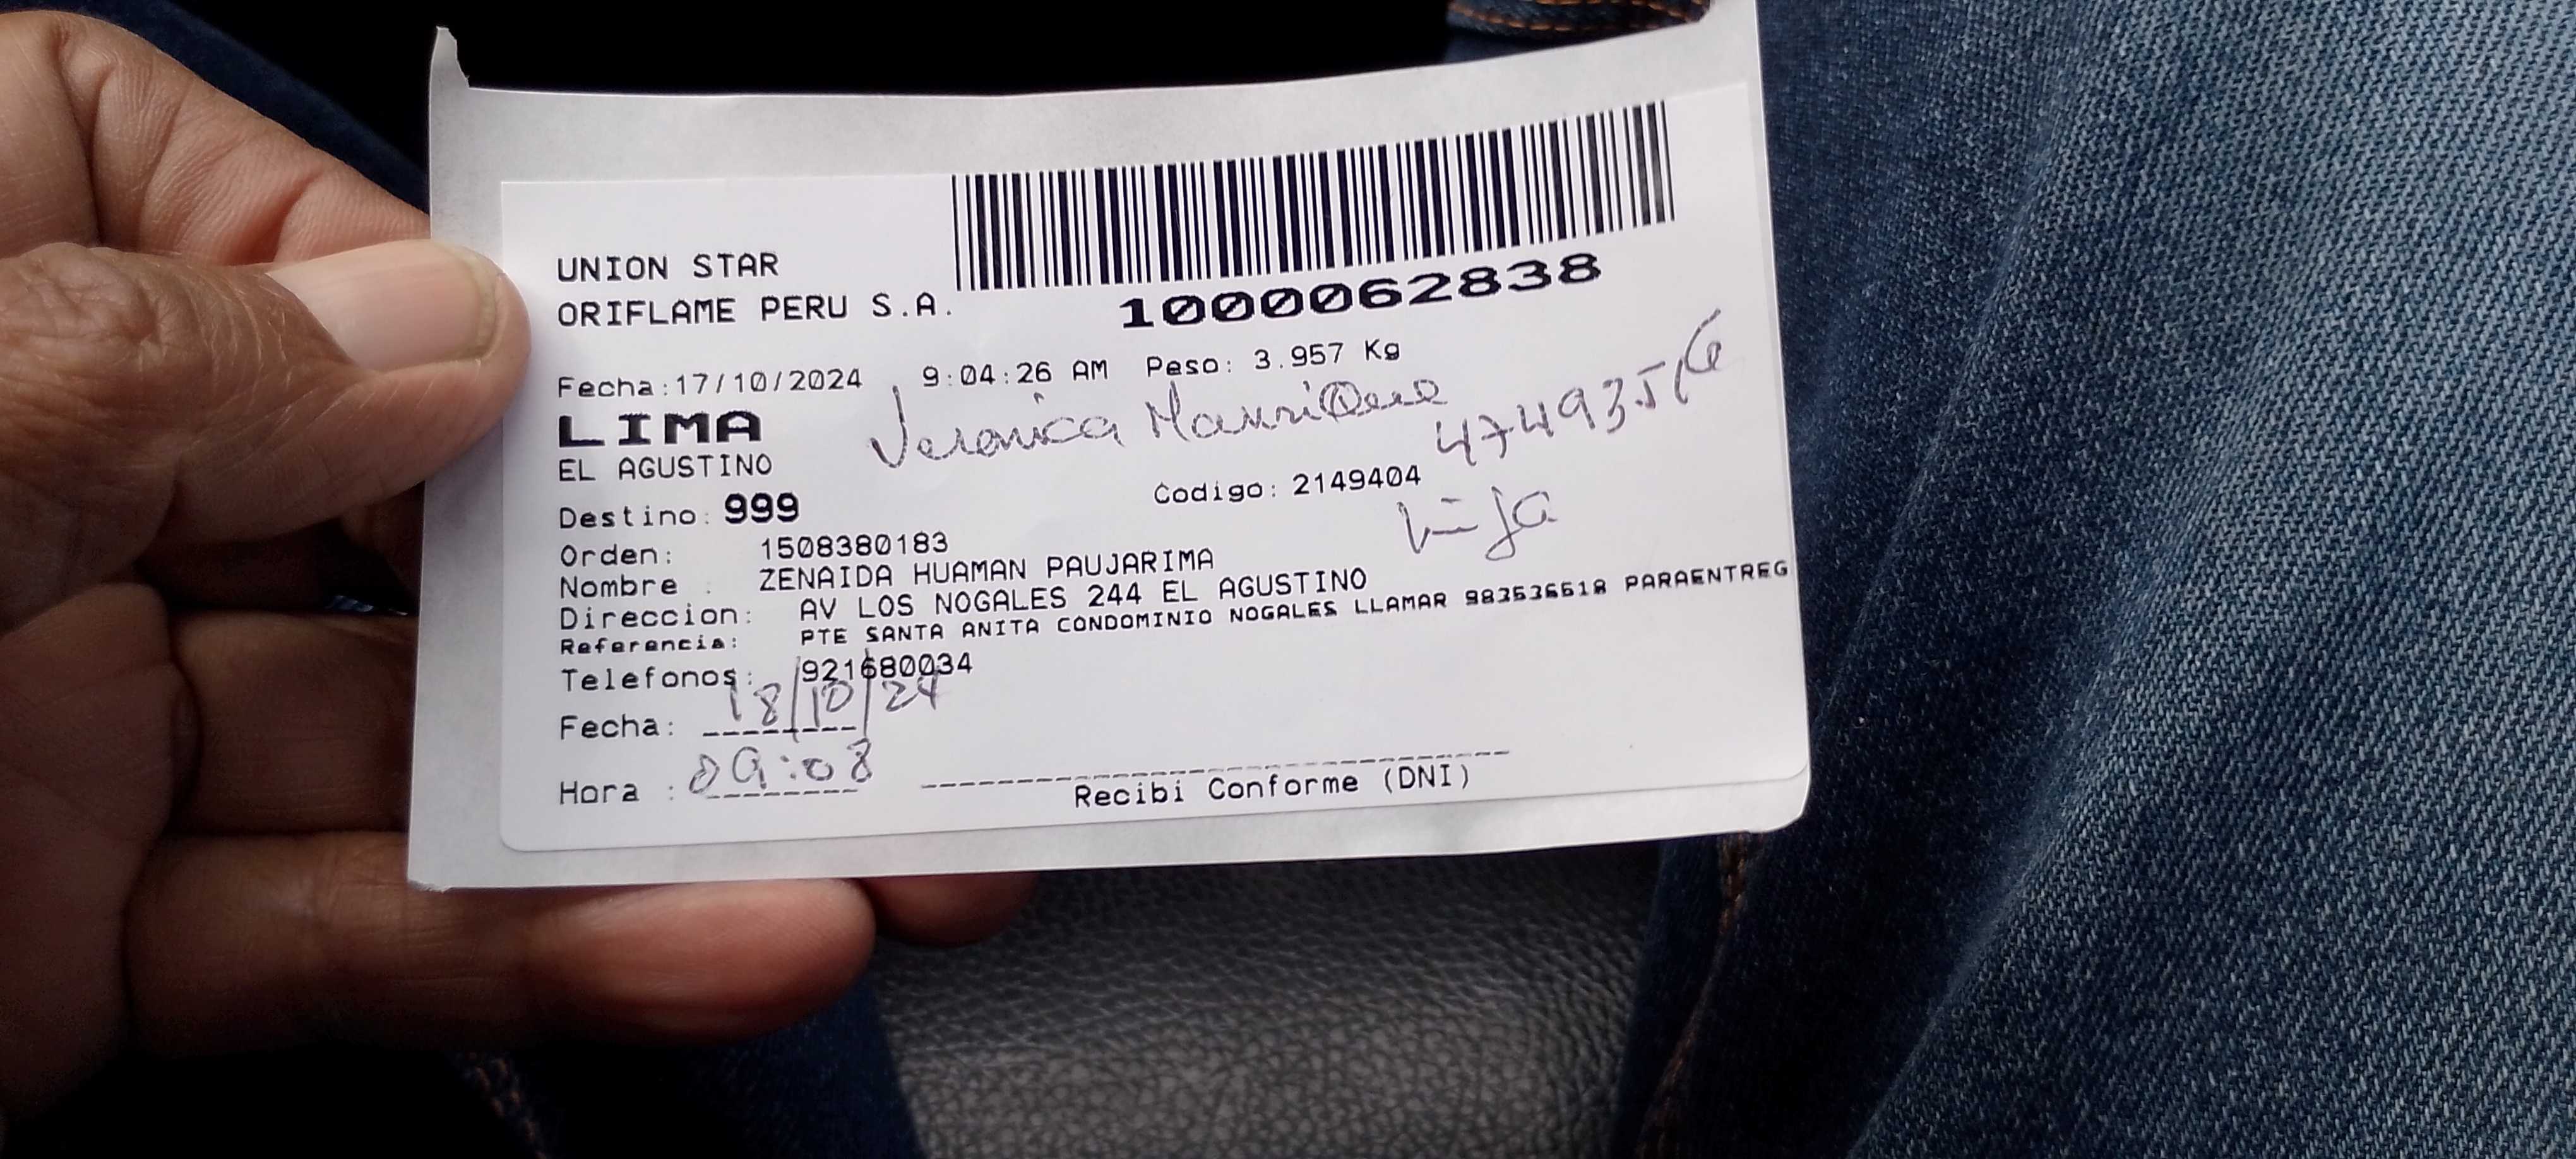 UNION STAR
ORIFLAME PERU S.A.
1000062838
Fecha:17/10/2024 9:04:26 AM Peso: 3.957 Kg
LIMA
Veronica ManriQue
47493516
EL AGUSTINO
Destino: 999
Codigo: 2149404
hija
Orden: 1508380183
Nombre : ZENAIDA HUAMAN PAUJARIMA
Direccion: AV LOS NOGALES 244 EL AGUSTINO
Referencia: PTE SANTA ANITA CONDOMINIO NOGALES LLAMAR 983536518 PARAENTREG
Telefonos: 921680034
Fecha: 18/10/24
Hora : 09:08
Recibi Conforme (DNI)